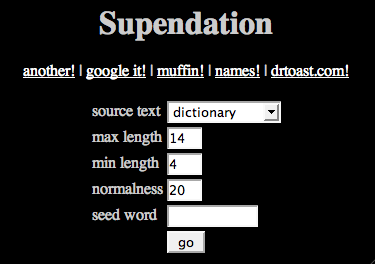 Supendation
another! | google it! | muffin! | names! | drtoast.com!
source text dictionary
max length 14
min length 4
normalness 20
seed word
go